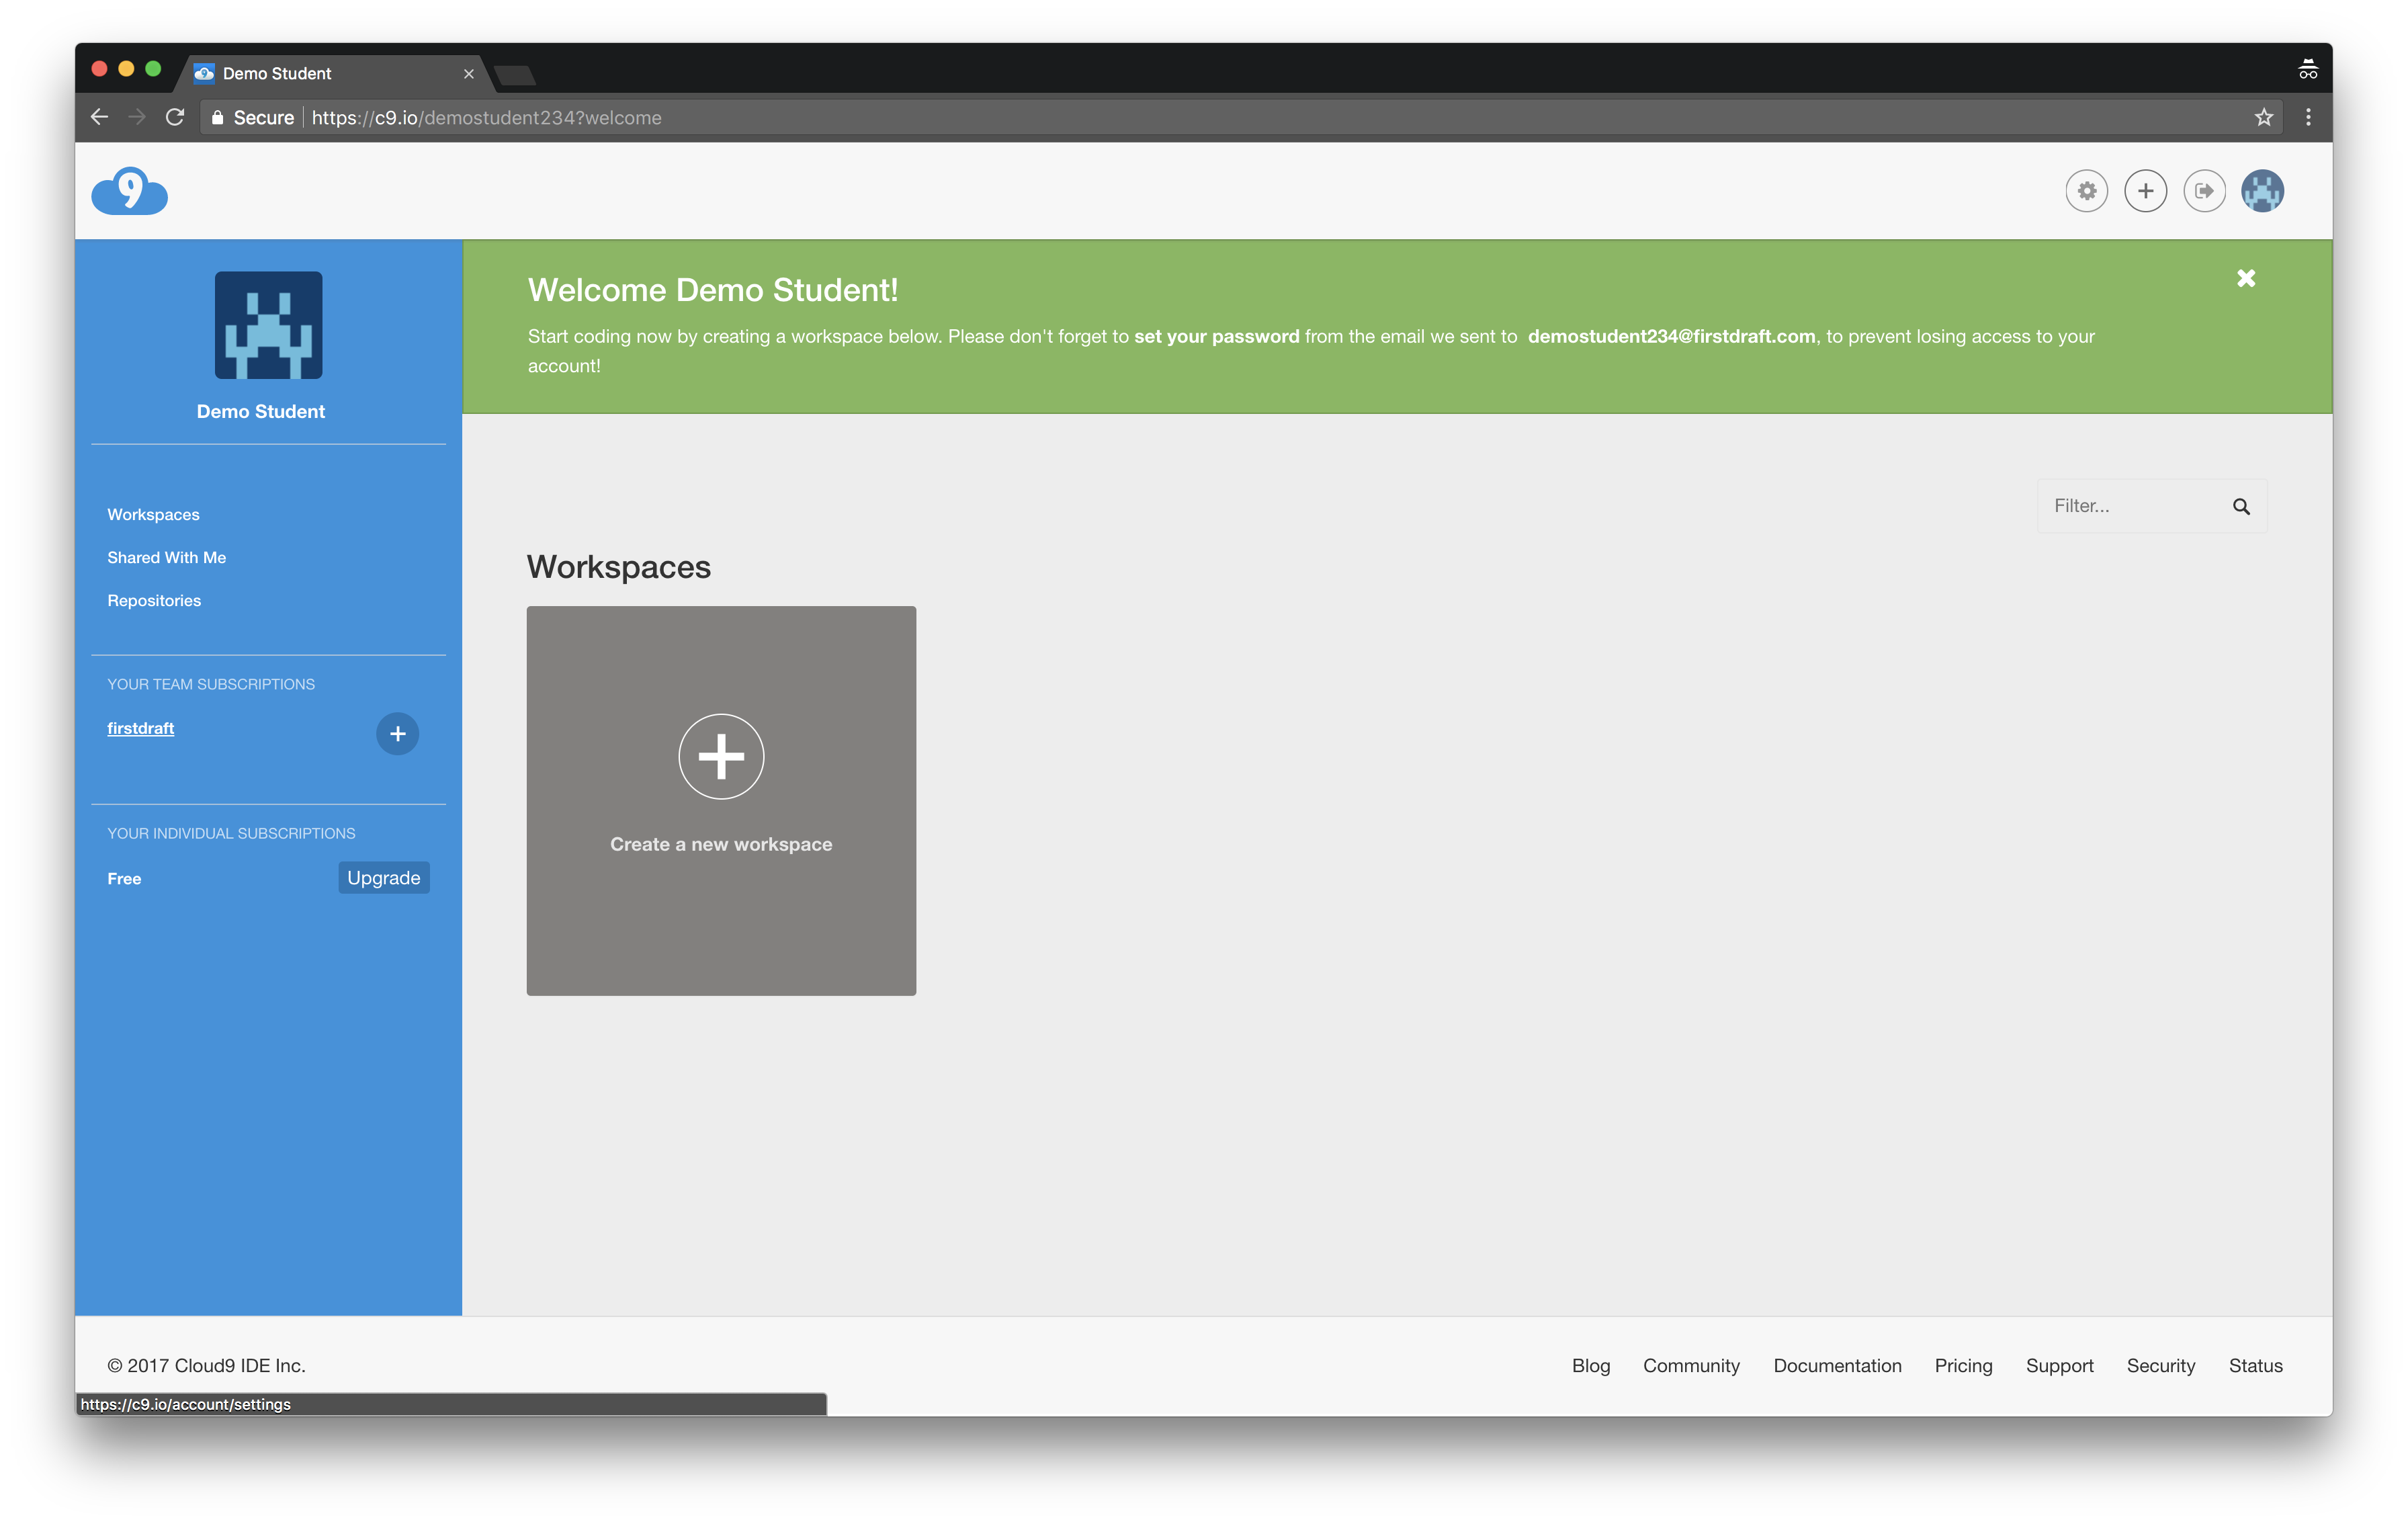 Demo Student
Secure https://c9.io/demostudent234?welcome
9
Demo Student
Workspaces
Shared With Me
Repositories
YOUR TEAM SUBSCRIPTIONS
firstdraft
YOUR INDIVIDUAL SUBSCRIPTIONS
Free
Upgrade
Welcome Demo Student!
Start coding now by creating a workspace below. Please don't forget to set your password from the email we sent to demostudent234@firstdraft.com, to prevent losing access to your
account!
Filter...
Workspaces
Create a new workspace
© 2017 Cloud9 IDE Inc.
Blog Community Documentation Pricing Support Security Status
https://c9.io/account/settings